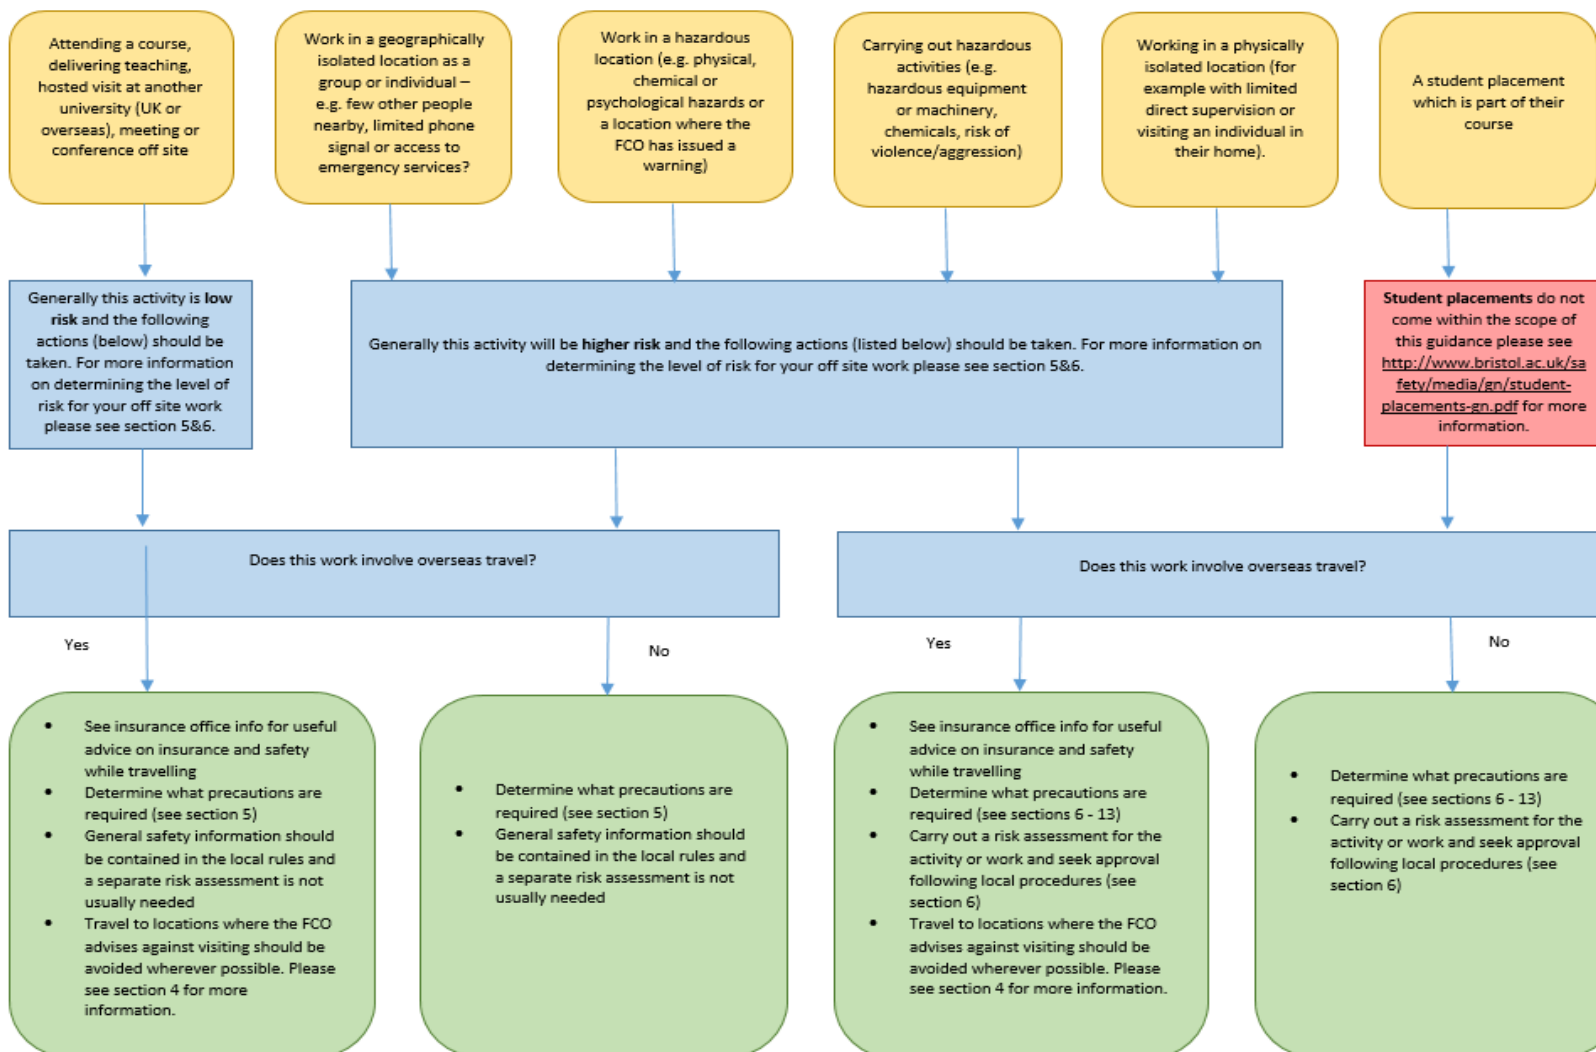 Attending a course,
delivering teaching,
hosted visit at another
university (UK or
overseas), meeting or
conference off site
Work in a geographically
isolated location as a
group or individual –
e.g. few other people
nearby, limited phone
signal or access to
emergency services?
Work in a hazardous
location (e.g. physical,
chemical or
psychological hazards or
a location where the
FCO has issued a
warning)
Carrying out hazardous
activities (e.g.
hazardous equipment
or machinery,
chemicals, risk of
violence/aggression)
Working in a physically
isolated location (for
example with limited
direct supervision or
visiting an individual in
their home).
A student placement
which is part of their
course
Generally this activity is low
risk and the following
actions (below) should be
taken. For more information
on determining the level of
risk for your off site work
please see section 5&6.
Generally this activity will be higher risk and the following actions (listed below) should be taken. For more information on
determining the level of risk for your off site work please see section 5&6.
Student placements do not
come within the scope of
this guidance please see
http://www.bristol.ac.uk/sa
fety/media/gn/student-
placements-gn.pdf for more
information.
Does this work involve overseas travel?
Does this work involve overseas travel?
Yes
No
Yes
No
• See insurance office info for useful
advice on insurance and safety
while travelling
• Determine what precautions are
required (see section 5)
• General safety information should
be contained in the local rules and
a separate risk assessment is not
usually needed
• Travel to locations where the FCO
advises against visiting should be
avoided wherever possible. Please
see section 4 for more
information.
• Determine what precautions are
required (see section 5)
• General safety information should
be contained in the local rules and
a separate risk assessment is not
usually needed
• See insurance office info for useful
advice on insurance and safety
while travelling
• Determine what precautions are
required (see sections 6 - 13)
• Carry out a risk assessment for the
activity or work and seek approval
following local procedures (see
section 6)
• Travel to locations where the FCO
advises against visiting should be
avoided wherever possible. Please
see section 4 for more information.
• Determine what precautions are
required (see sections 6 - 13)
• Carry out a risk assessment for the
activity or work and seek approval
following local procedures (see
section 6)